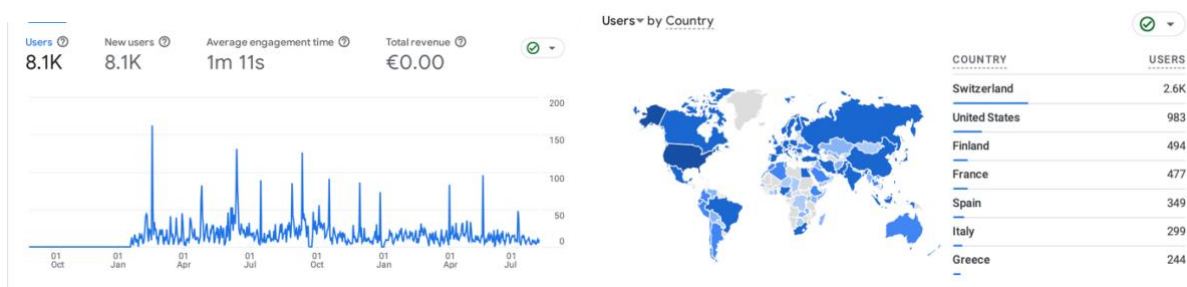 Users New users Average engagement time Total revenue
8.1K 8.1K 1m 11s €0.00
200
150
100
50
0
01 Oct
01 Jan
01 Apr
01 Jul
01 Oct
01 Jan
01 Apr
01 Jul
Users by Country
COUNTRY USERS
Switzerland 2.6K
United States 983
Finland 494
France 477
Spain 349
Italy 299
Greece 244